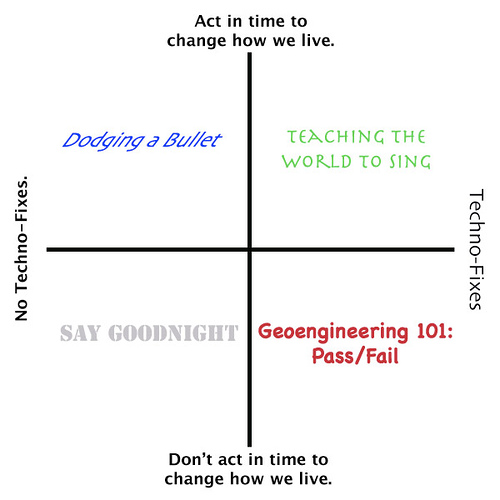 Act in time to
change how we live.
Dodging a Bullet
TEACHING THE
WORLD TO SING
No Techno-Fixes.
Techno-Fixes
SAY GOODNIGHT
Geoengineering 101:
Pass/Fail
Don't act in time to
change how we live.